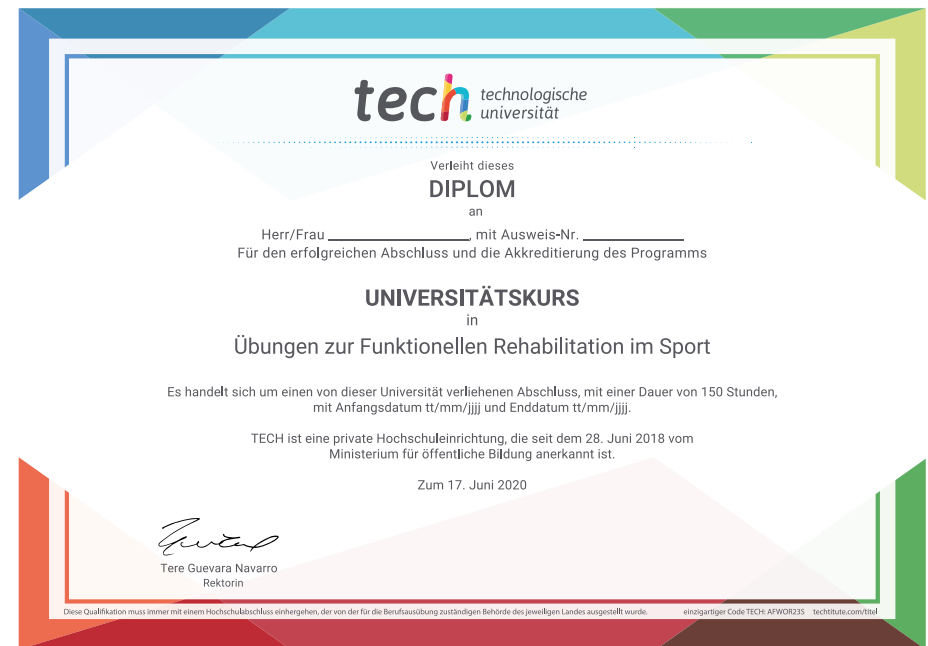 tech technologische
universität
Verleiht dieses
DIPLOM
an
Herr/Frau ____________________, mit Ausweis-Nr. ______________
Für den erfolgreichen Abschluss und die Akkreditierung des Programms
UNIVERSITÄTSKURS
in
Übungen zur Funktionellen Rehabilitation im Sport
Es handelt sich um einen von dieser Universität verliehenen Abschluss, mit einer Dauer von 150 Stunden,
mit Anfangsdatum tt/mm/jjjj und Enddatum tt/mm/jjjj.
TECH ist eine private Hochschuleinrichtung, die seit dem 28. Juni 2018 vom
Ministerium für öffentliche Bildung anerkannt ist.
Zum 17. Juni 2020
Tere Guevara Navarro
Rektorin
Diese Qualifikation muss immer mit einem Hochschulabschluss einhergehen, der von der für die Berufsausübung zuständigen Behörde des jeweiligen Landes ausgestellt wurde. einzigartiger Code TECH: AFWOR23S techtitute.com/titel